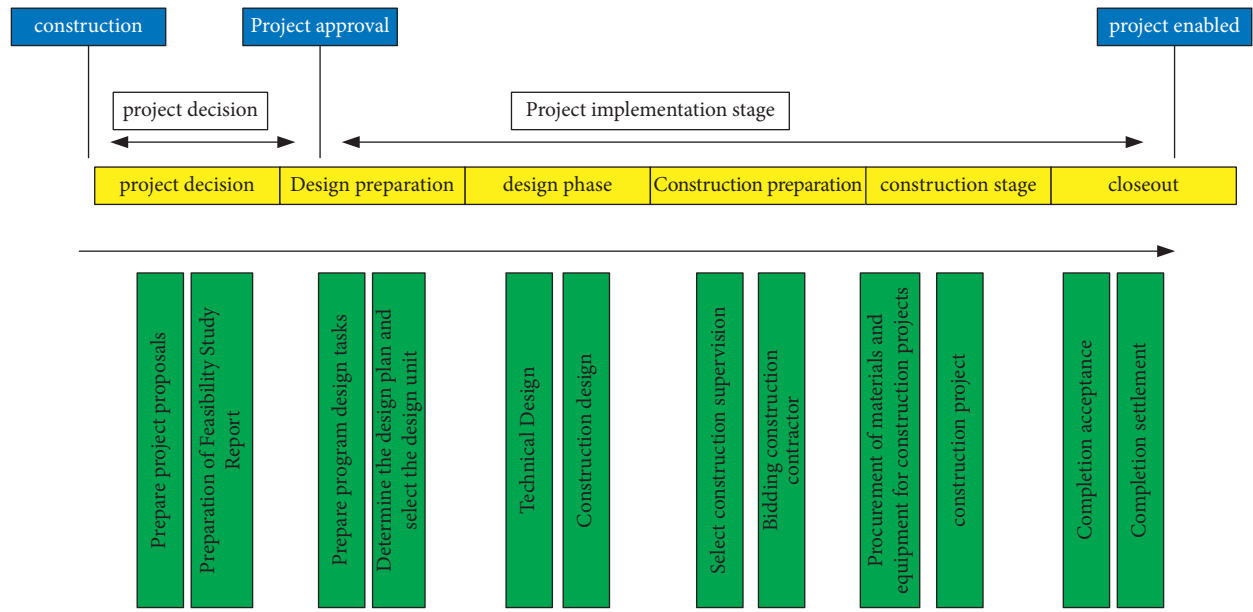 construction
Project approval
project enabled
project decision
Project implementation stage
project decision
Design preparation
design phase
Construction preparation
construction stage
closeout
Prepare project proposals
Preparation of Feasibility Study
Report
Prepare program design tasks
Determine the design plan and
select the design unit
Technical Design
Construction design
Select construction supervision
Bidding construction
contractor
Procurement of materials and
equipment for construction projects
construction project
Completion acceptance
Completion settlement